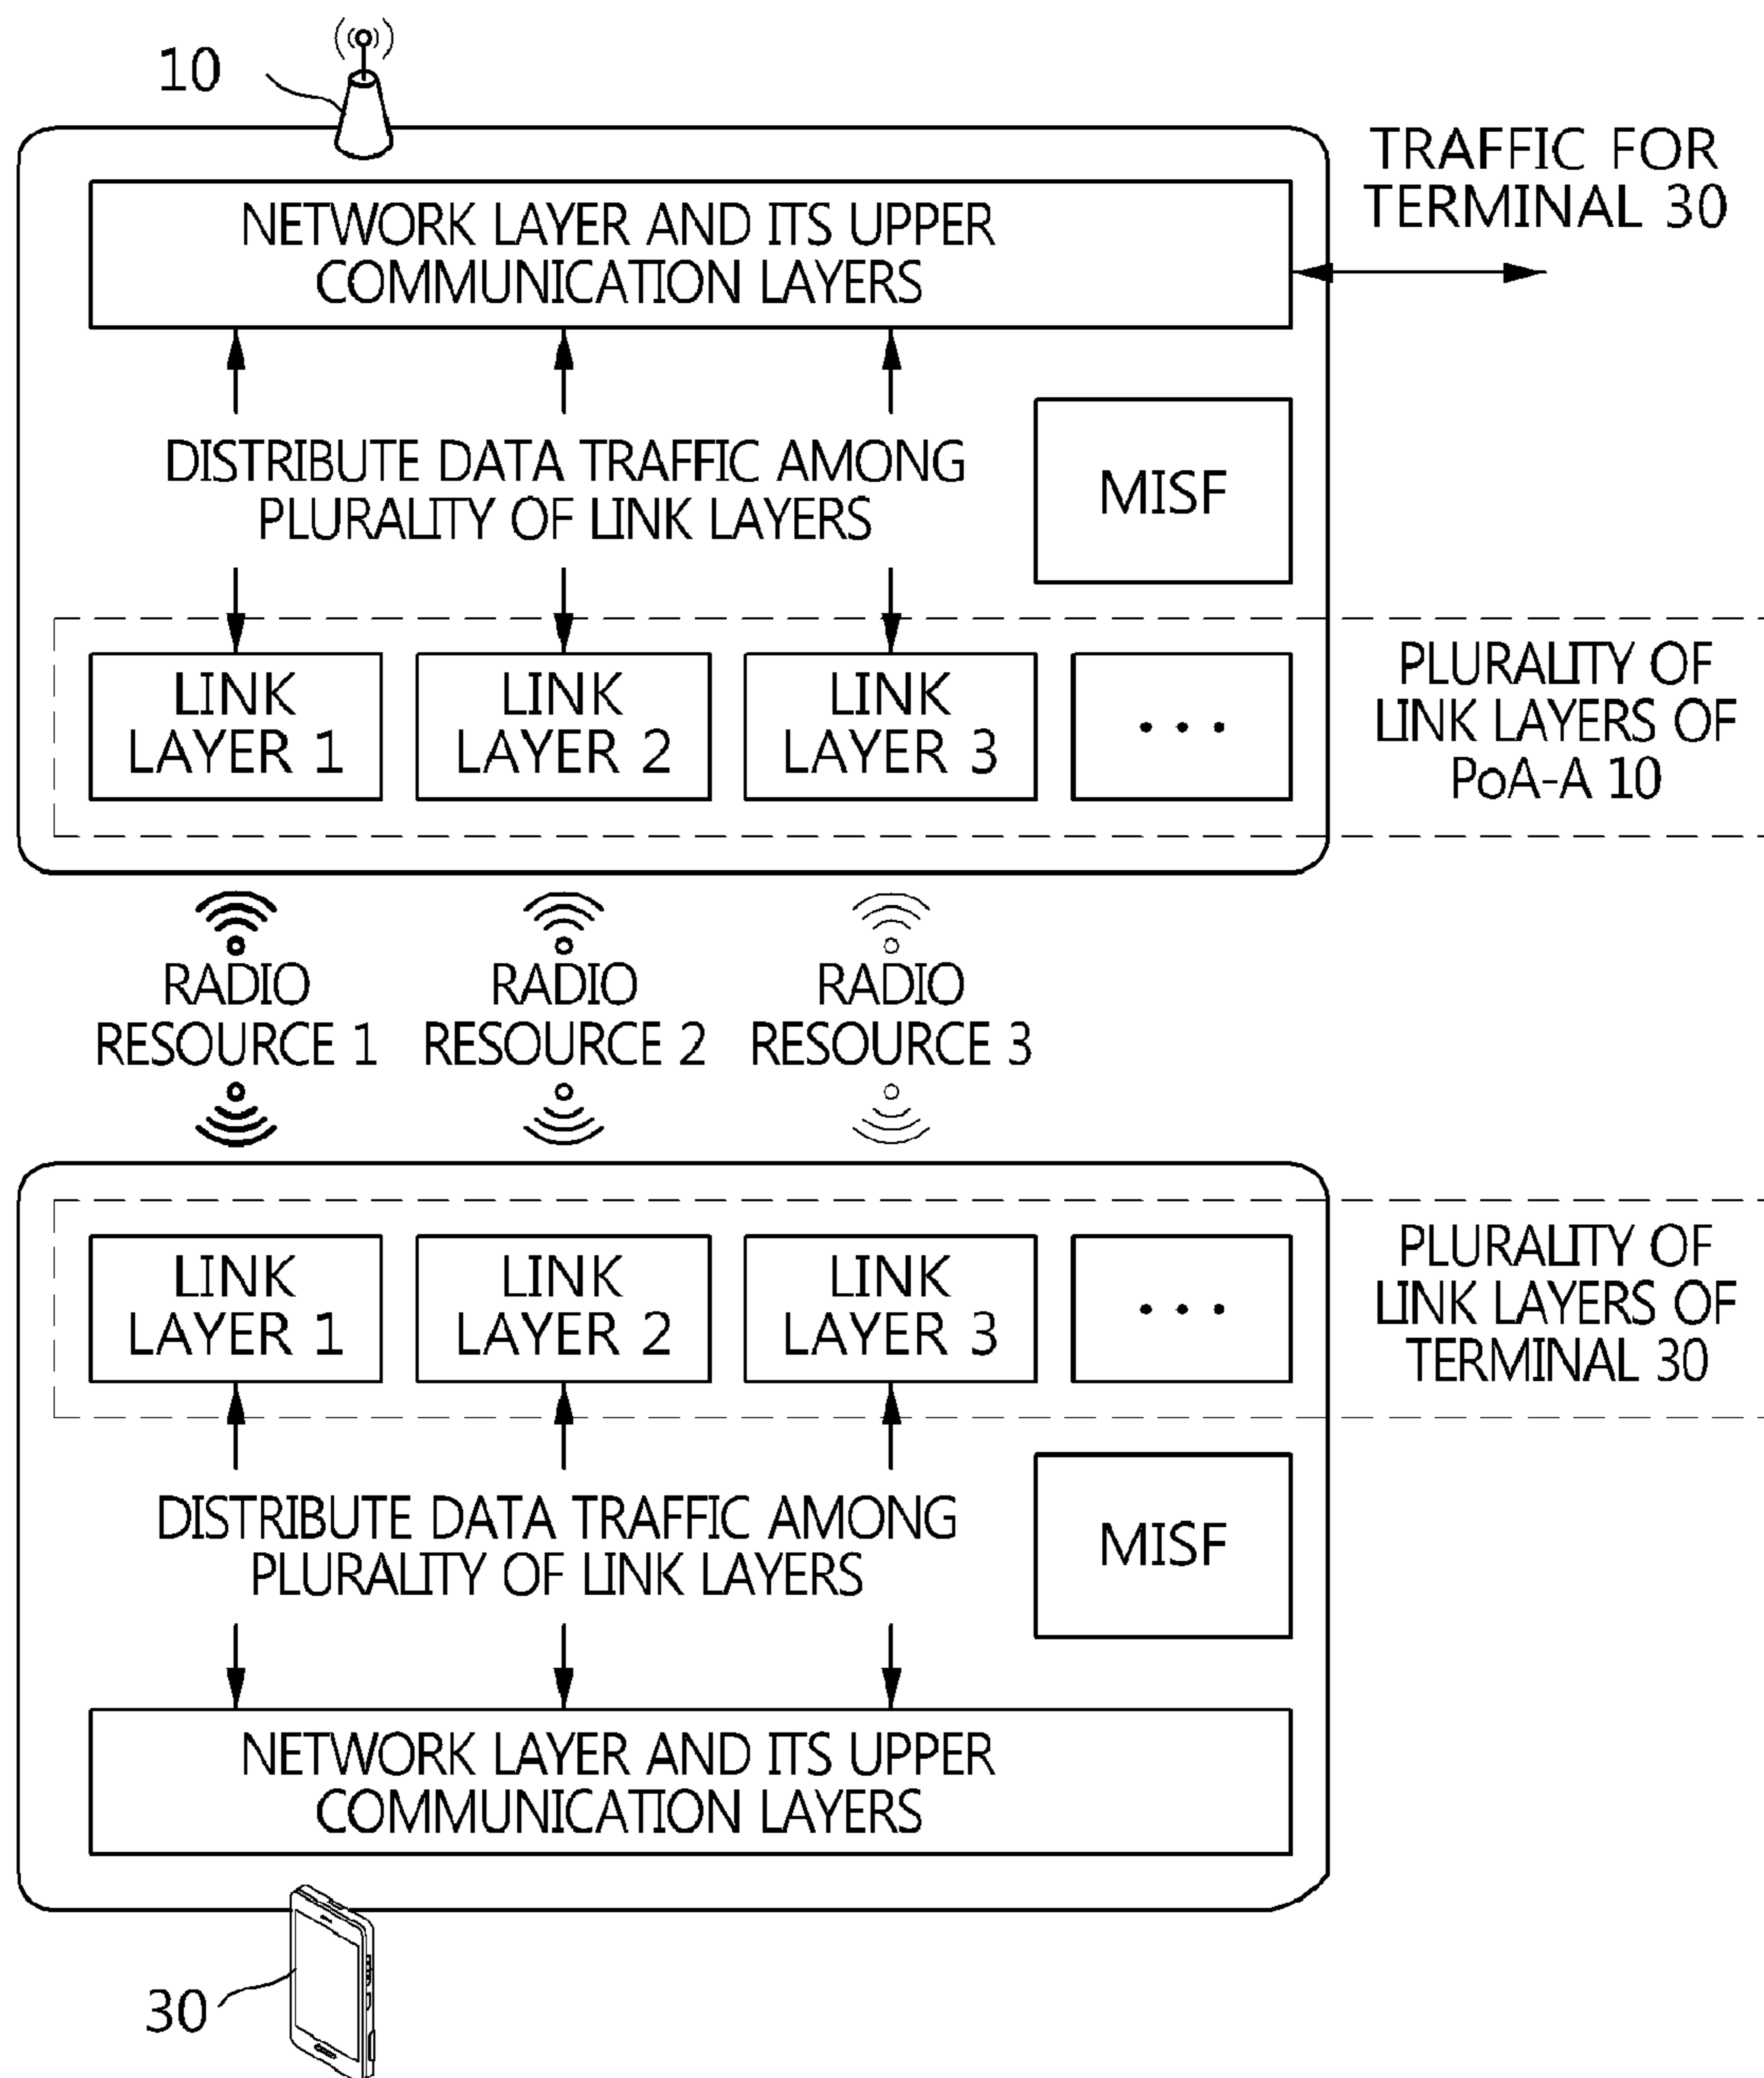 10
TRAFFIC FOR
TERMINAL 30
NETWORK LAYER AND ITS UPPER
COMMUNICATION LAYERS
DISTRIBUTE DATA TRAFFIC AMONG
PLURALITY OF LINK LAYERS
MISF
LINK
LAYER 1
LINK
LAYER 2
LINK
LAYER 3
• • •
PLURALITY OF
LINK LAYERS OF
PoA-A 10
RADIO
RESOURCE 1
RADIO
RESOURCE 2
RADIO
RESOURCE 3
LINK
LAYER 1
LINK
LAYER 2
LINK
LAYER 3
• • •
PLURALITY OF
LINK LAYERS OF
TERMINAL 30
DISTRIBUTE DATA TRAFFIC AMONG
PLURALITY OF LINK LAYERS
MISF
NETWORK LAYER AND ITS UPPER
COMMUNICATION LAYERS
30